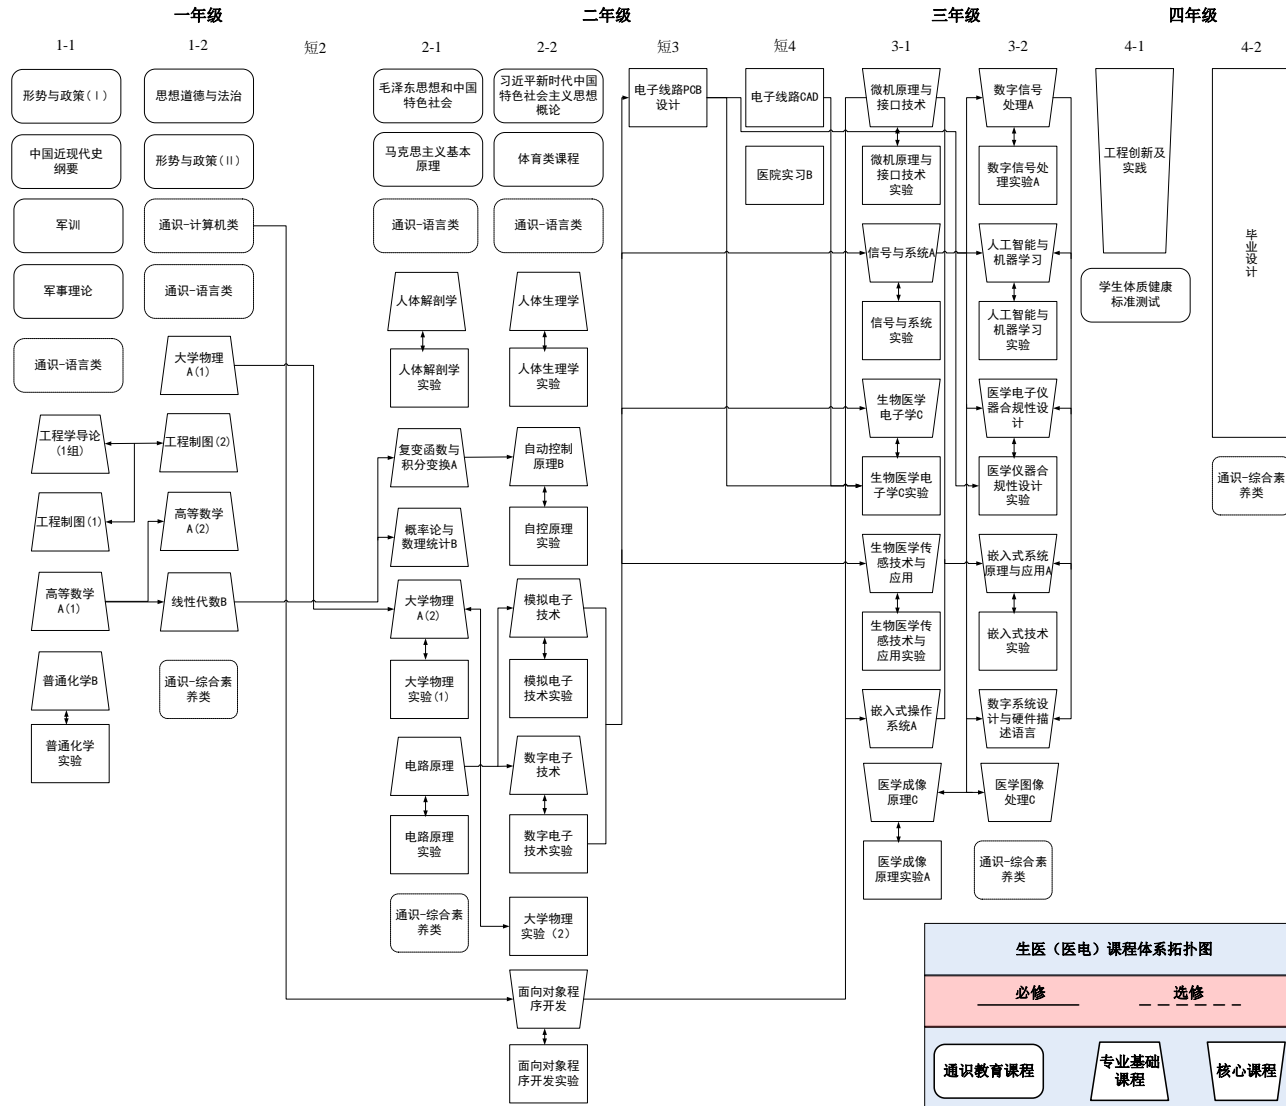 一年级
二年级
三年级
四年级
1-1
1-2
短2
2-1
2-2
短3
短4
3-1
3-2
4-1
4-2
形势与政策(Ⅰ)
中国近现代史
纲要
军训
军事理论
通识-语言类
工程学导论
(1组)
工程制图(1)
高等数学
A(1)
普通化学B
普通化学
实验
思想道德与法治
形势与政策(II)
通识-计算机类
通识-语言类
大学物理
A(1)
工程制图(2)
高等数学
A(2)
线性代数B
通识-综合素
养类
毛泽东思想和中国
特色社会
马克思主义基本
原理
通识-语言类
人体解剖学
人体解剖学
实验
复变函数与
积分变换A
概率论与
数理统计B
大学物理
A(2)
大学物理
实验(1)
电路原理
电路原理
实验
通识-综合素
养类
习近平新时代中国
特色社会主义思想
概论
体育类课程
通识-语言类
人体生理学
人体生理学
实验
自动控制
原理B
自控原理
实验
模拟电子
技术
模拟电子
技术实验
数字电子
技术
数字电子
技术实验
大学物理
实验（2）
面向对象程
序开发
面向对象程
序开发实验
电子线路PCB
设计
电子线路CAD
医院实习B
微机原理与
接口技术
微机原理与
接口技术
实验
信号与系统A
信号与系统
实验
生物医学
电子学C
生物医学电
子学C实验
生物医学传
感技术与
应用
生物医学传
感技术与
应用实验
嵌入式操作
系统A
医学成像
原理C
医学成像
原理实验A
数字信号
处理A
数字信号处
理实验A
人工智能与
机器学习
人工智能与
机器学习
实验
医学电子仪
器合规性设
计
医学仪器合
规性设计
实验
嵌入式系统
原理与应用A
嵌入式技术
实验
数字系统设
计与硬件描
述语言
医学图像
处理C
通识-综合素
养类
工程创新及
实践
学生体质健康
标准测试
毕业设计
通识-综合素
养类
生医（医电）课程体系拓扑图
必修
选修
通识教育课程
专业基础
课程
核心课程